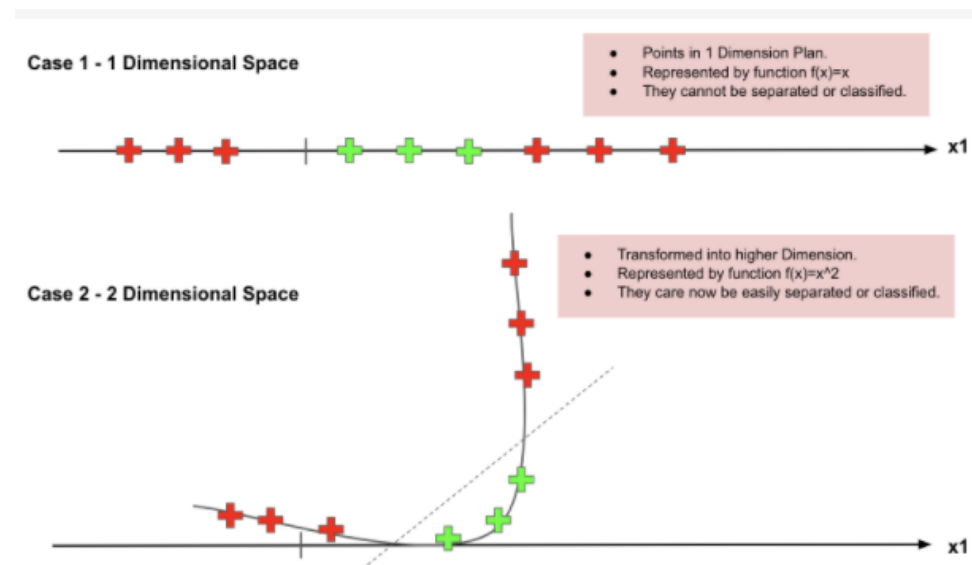 Case 1 - 1 Dimensional Space
● Points in 1 Dimension Plan.
● Represented by function f(x)=x
● They cannot be separated or classified.
x1
Case 2 - 2 Dimensional Space
● Transformed into higher Dimension.
● Represented by function f(x)=x^2
● They care now be easily separated or classified.
x1